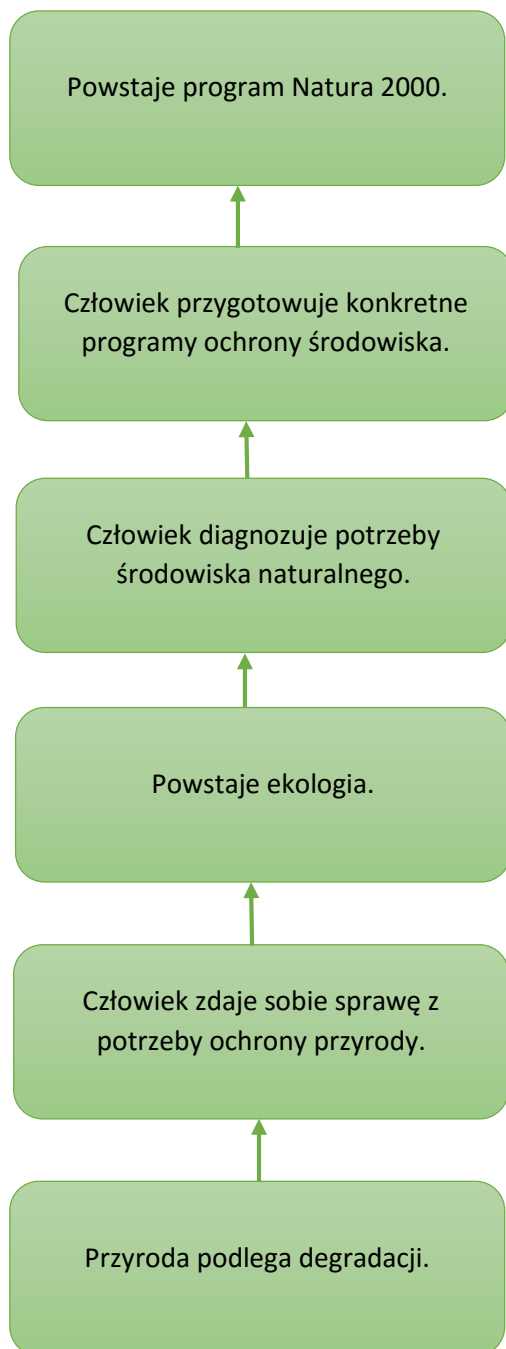 Powstaje program Natura 2000.
Człowiek przygotowuje konkretne
programy ochrony środowiska.
Człowiek diagnozuje potrzeby
środowiska naturalnego.
Powstaje ekologia.
Człowiek zdaje sobie sprawę z
potrzeby ochrony przyrody.
Przyroda podlega degradacji.